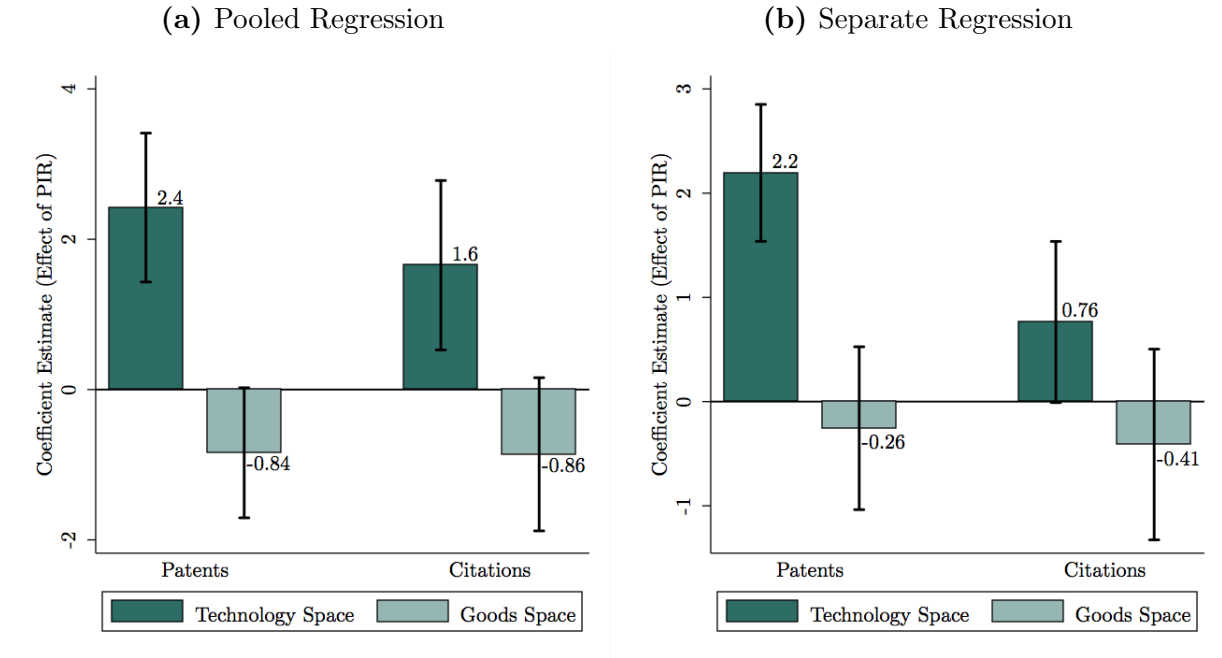 (a) Pooled Regression
Coefficient Estimate (Effect of PIR)
4
2
0
-2
2.4
-0.84
1.6
-0.86
Patents
Citations
Technology Space
Goods Space
(b) Separate Regression
Coefficient Estimate (Effect of PIR)
3
2
1
0
-1
2.2
-0.26
0.76
-0.41
Patents
Citations
Technology Space
Goods Space